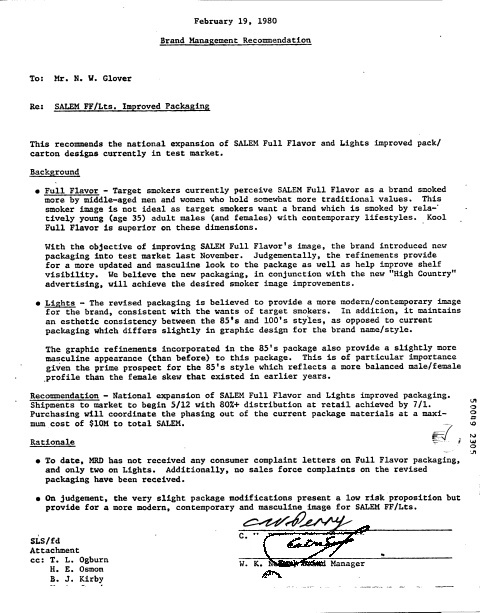 February 19, 1980
Brand Management Recommendation
To: Mr. N. W. Glover
Re: SALEM FF/Lts. Improved Packaging
This recommends the national expansion of SALEM Full Flavor and Lights improved pack/
carton designs currently in test market.
Background
• Full Flavor - Target smokers currently perceive SALEM Full Flavor as a brand smoked
more by middle-aged men and women who hold somewhat more traditional values. This
smoker image is not ideal as target smokers want a brand which is smoked by rela-
tively young (age 35) adult males (and females) with contemporary lifestyles. Kool
Full Flavor is superior on these dimensions.
With the objective of improving SALEM Full Flavor's image, the brand introduced new
packaging into test market last November. Judgementally, the refinements provide
for a more updated and masculine look to the package as well as help improve shelf
visibility. We believe the new packaging, in conjunction with the new "High Country"
advertising, will achieve the desired smoker image improvements.
• Lights - The revised packaging is believed to provide a more modern/contemporary image
for the brand, consistent with the wants of target smokers. In addition, it maintains
an esthetic consistency between the 85's and 100's styles, as opposed to current
packaging which differs slightly in graphic design for the brand name/style.
The graphic refinements incorporated in the 85's package also provide a slightly more
masculine appearance (than before) to this package. This is of particular importance
given the prime prospect for the 85's style which reflects a more balanced male/female
profile than the female skew that existed in earlier years.
Recommendation - National expansion of SALEM Full Flavor and Lights improved packaging.
Shipments to market to begin 5/12 with 80%+ distribution at retail achieved by 7/1.
Purchasing will coordinate the phasing out of the current package materials at a maxi-
mum cost of $10M to total SALEM.
Rationale
• To date, MRD has not received any consumer complaint letters on Full Flavor packaging,
and only two on Lights. Additionally, no sales force complaints on the revised
packaging have been received.
• On judgement, the very slight package modifications present a low risk proposition but
provide for a more modern, contemporary and masculine image for SALEM FF/Lts.
C.
W. K. Manager
SLS/fd
Attachment
cc: T. L. Ogburn
H. E. Osmon
B. J. Kirby
50009 2305